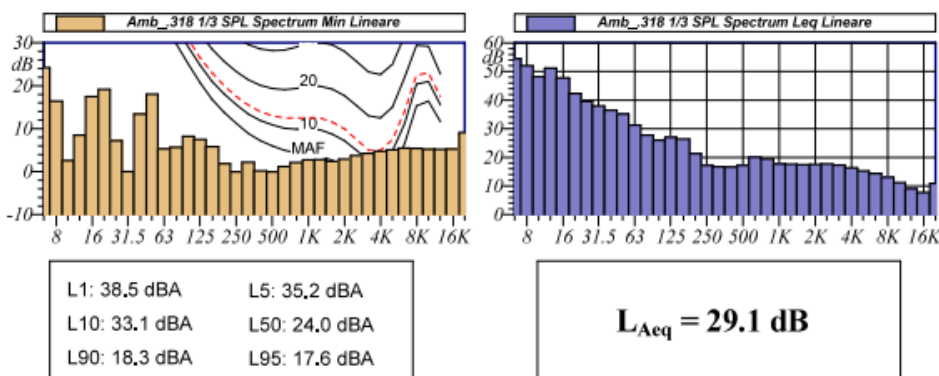 Amb_.318 1/3 SPL Spectrum Min Lineare
30
dB
20
10
0
-10
20
10
MAF
8 16 31.5 63 125 250 500 1K 2K 4K 8K 16K
Amb_.318 1/3 SPL Spectrum Leq Lineare
60
dB
50
40
30
20
10
0
8 16 31.5 63 125 250 500 1K 2K 4K 8K 16K
L1: 38.5 dBA L5: 35.2 dBA
L10: 33.1 dBA L50: 24.0 dBA
L90: 18.3 dBA L95: 17.6 dBA
LAeq = 29.1 dB